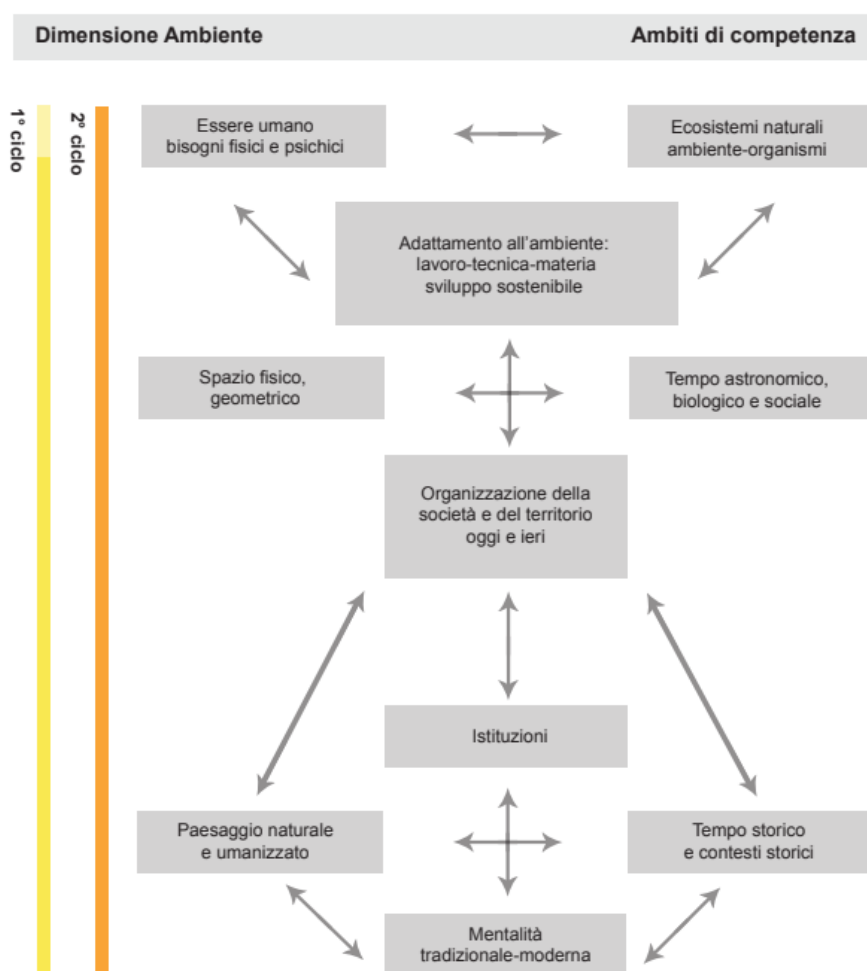 Dimensione Ambiente
Ambiti di competenza
1° ciclo
2° ciclo
Essere umano
bisogni fisici e psichici
Ecosistemi naturali
ambiente-organismi
Adattamento all'ambiente:
lavoro-tecnica-materia
sviluppo sostenibile
Spazio fisico,
geometrico
Tempo astronomico,
biologico e sociale
Organizzazione della
società e del territorio
oggi e ieri
Istituzioni
Paesaggio naturale
e umanizzato
Tempo storico
e contesti storici
Mentalità
tradizionale-moderna